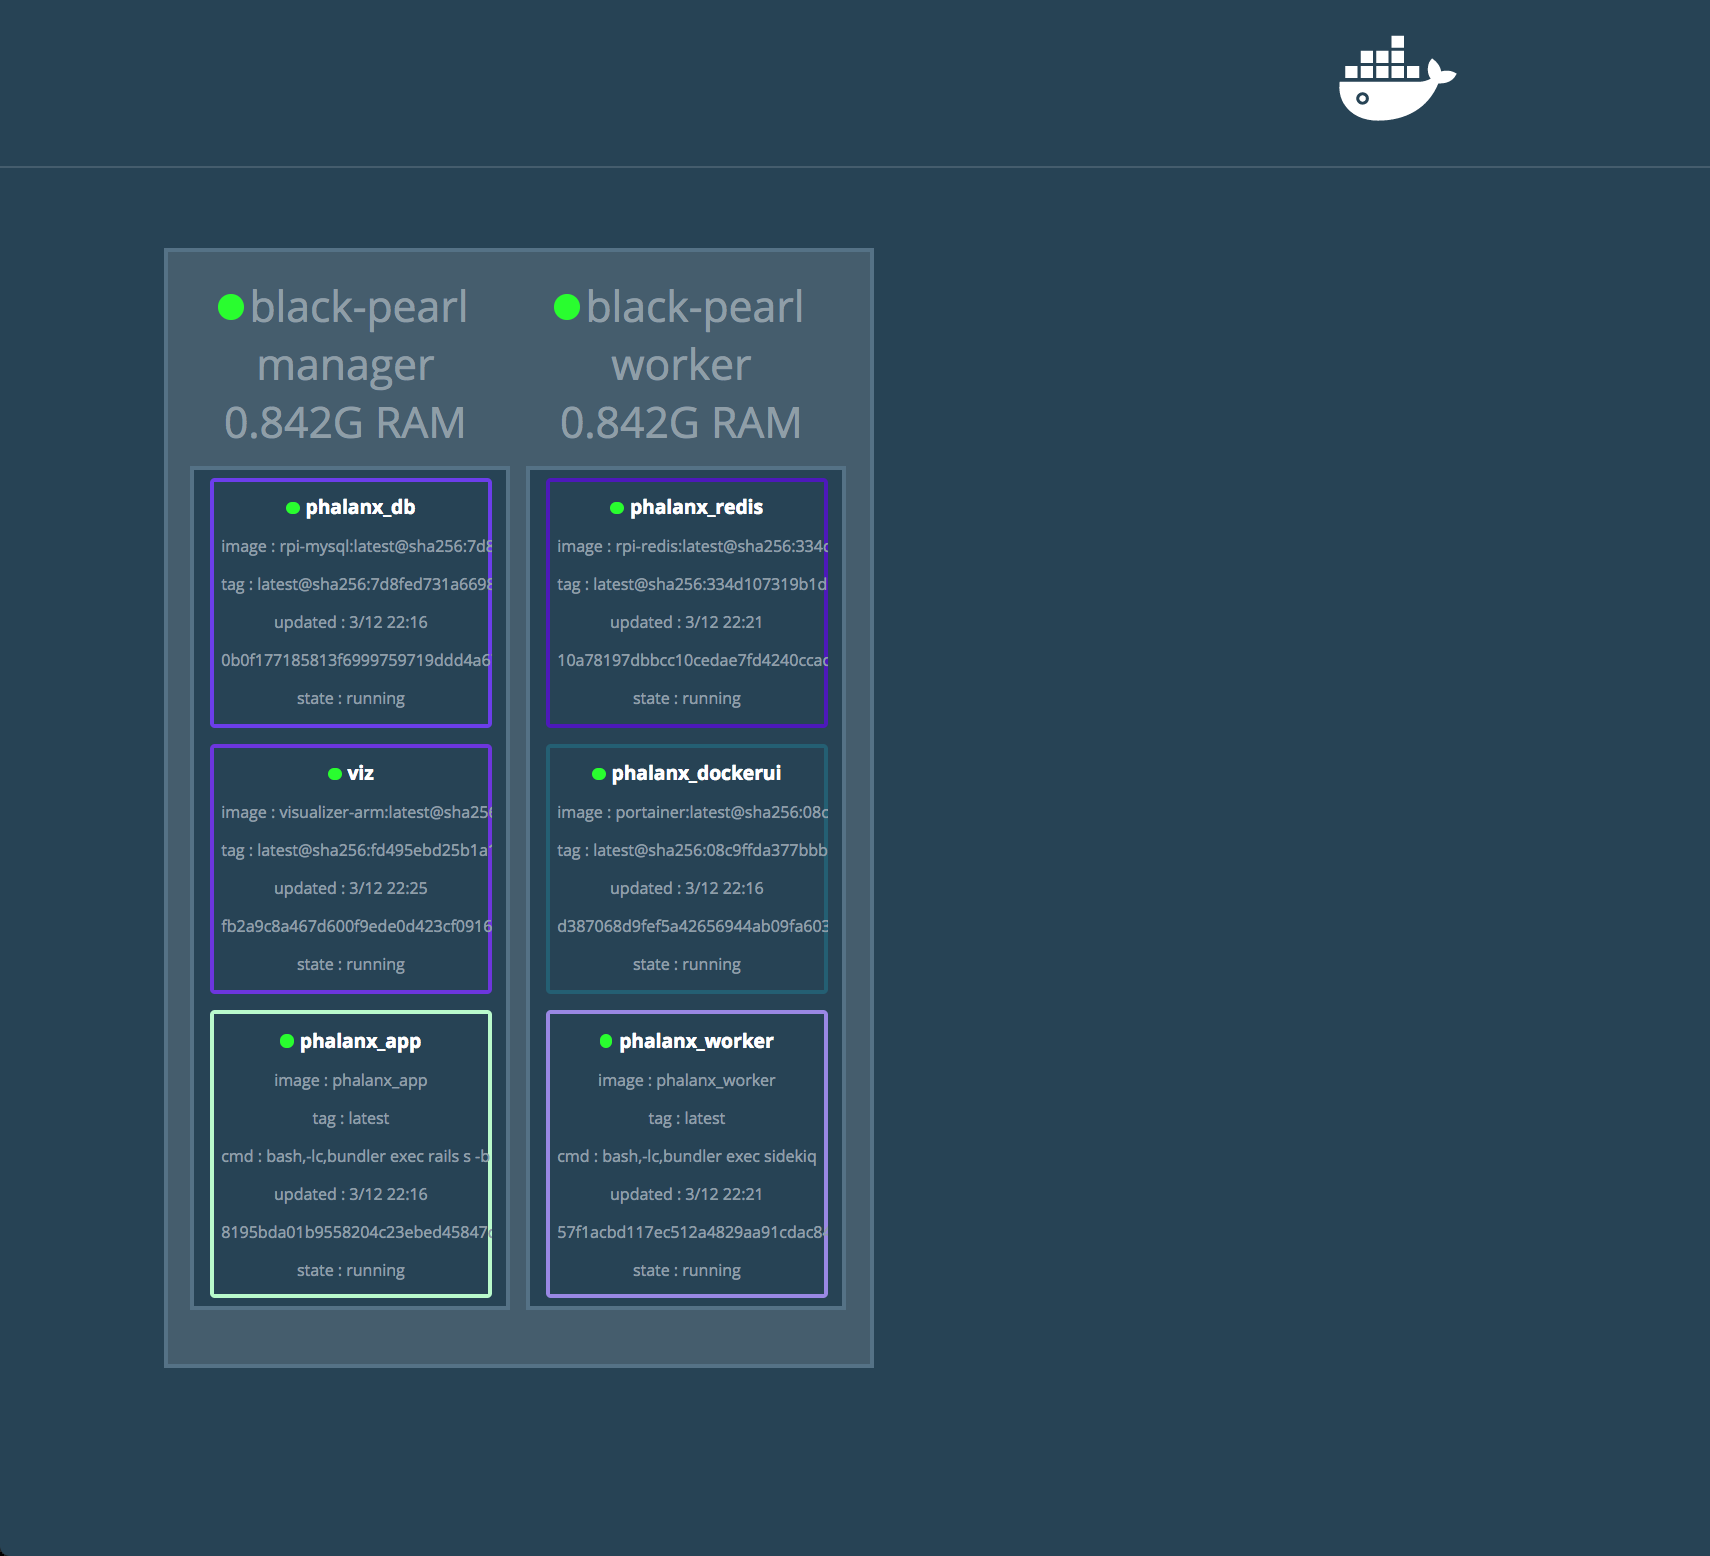 black-pearl
manager
0.842G RAM
phalanx_db
image : rpi-mysql:latest@sha256:7d8
tag : latest@sha256:7d8fed731a6698
updated : 3/12 22:16
0b0f177185813f6999759719ddd4a6
state : running
viz
image : visualizer-arm:latest@sha256
tag : latest@sha256:fd495ebd25b1a1
updated : 3/12 22:25
fb2a9c8a467d600f9ede0d423cf0916
state : running
phalanx_app
image : phalanx_app
tag : latest
cmd : bash,-lc,bundler exec rails s -b
updated : 3/12 22:16
8195bda01b9558204c23ebed45847c
state : running
black-pearl
worker
0.842G RAM
phalanx_redis
image : rpi-redis:latest@sha256:334d
tag : latest@sha256:334d107319b1d
updated : 3/12 22:21
10a78197dbbcc10cedae7fd4240ccac
state : running
phalanx_dockerui
image : portainer:latest@sha256:08c
tag : latest@sha256:08c9ffda377bbb
updated : 3/12 22:16
d387068d9fef5a42656944ab09fa603
state : running
phalanx_worker
image : phalanx_worker
tag : latest
cmd : bash,-lc,bundler exec sidekiq
updated : 3/12 22:21
57f1acbd117ec512a4829aa91cdac84
state : running